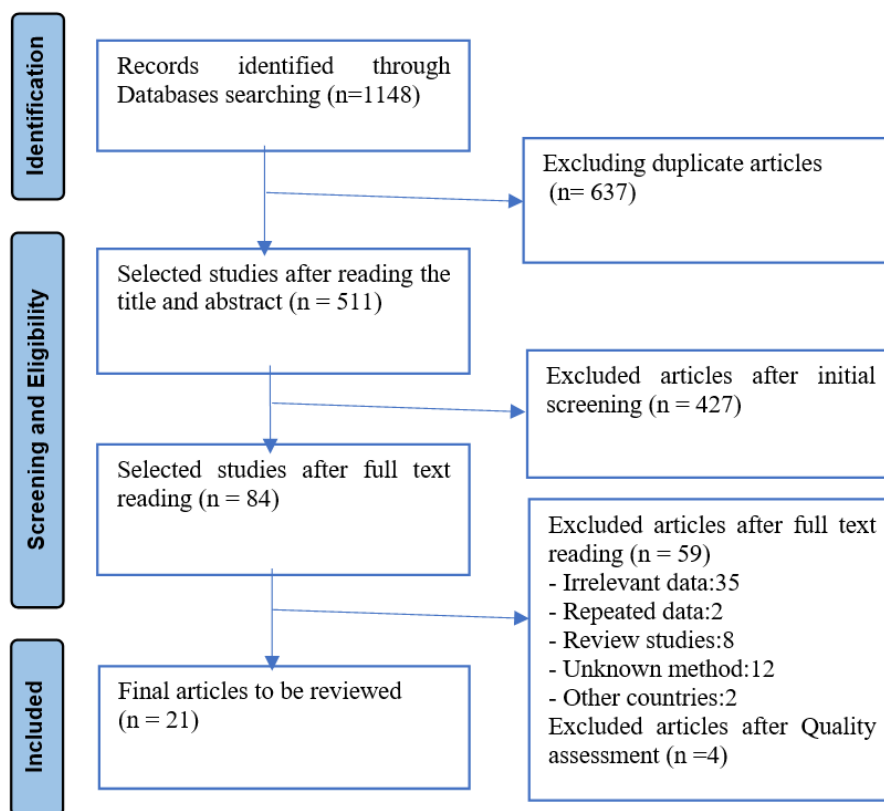 Identification
Records identified through
Databases searching (n=1148)
Excluding duplicate articles
(n= 637)
Screening and Eligibility
Selected studies after reading the
title and abstract (n = 511)
Excluded articles after initial
screening (n = 427)
Selected studies after full text
reading (n = 84)
Excluded articles after full text
reading (n = 59)
- Irrelevant data:35
- Repeated data:2
- Review studies:8
- Unknown method:12
- Other countries:2
Excluded articles after Quality
assessment (n =4)
Included
Final articles to be reviewed
(n = 21)